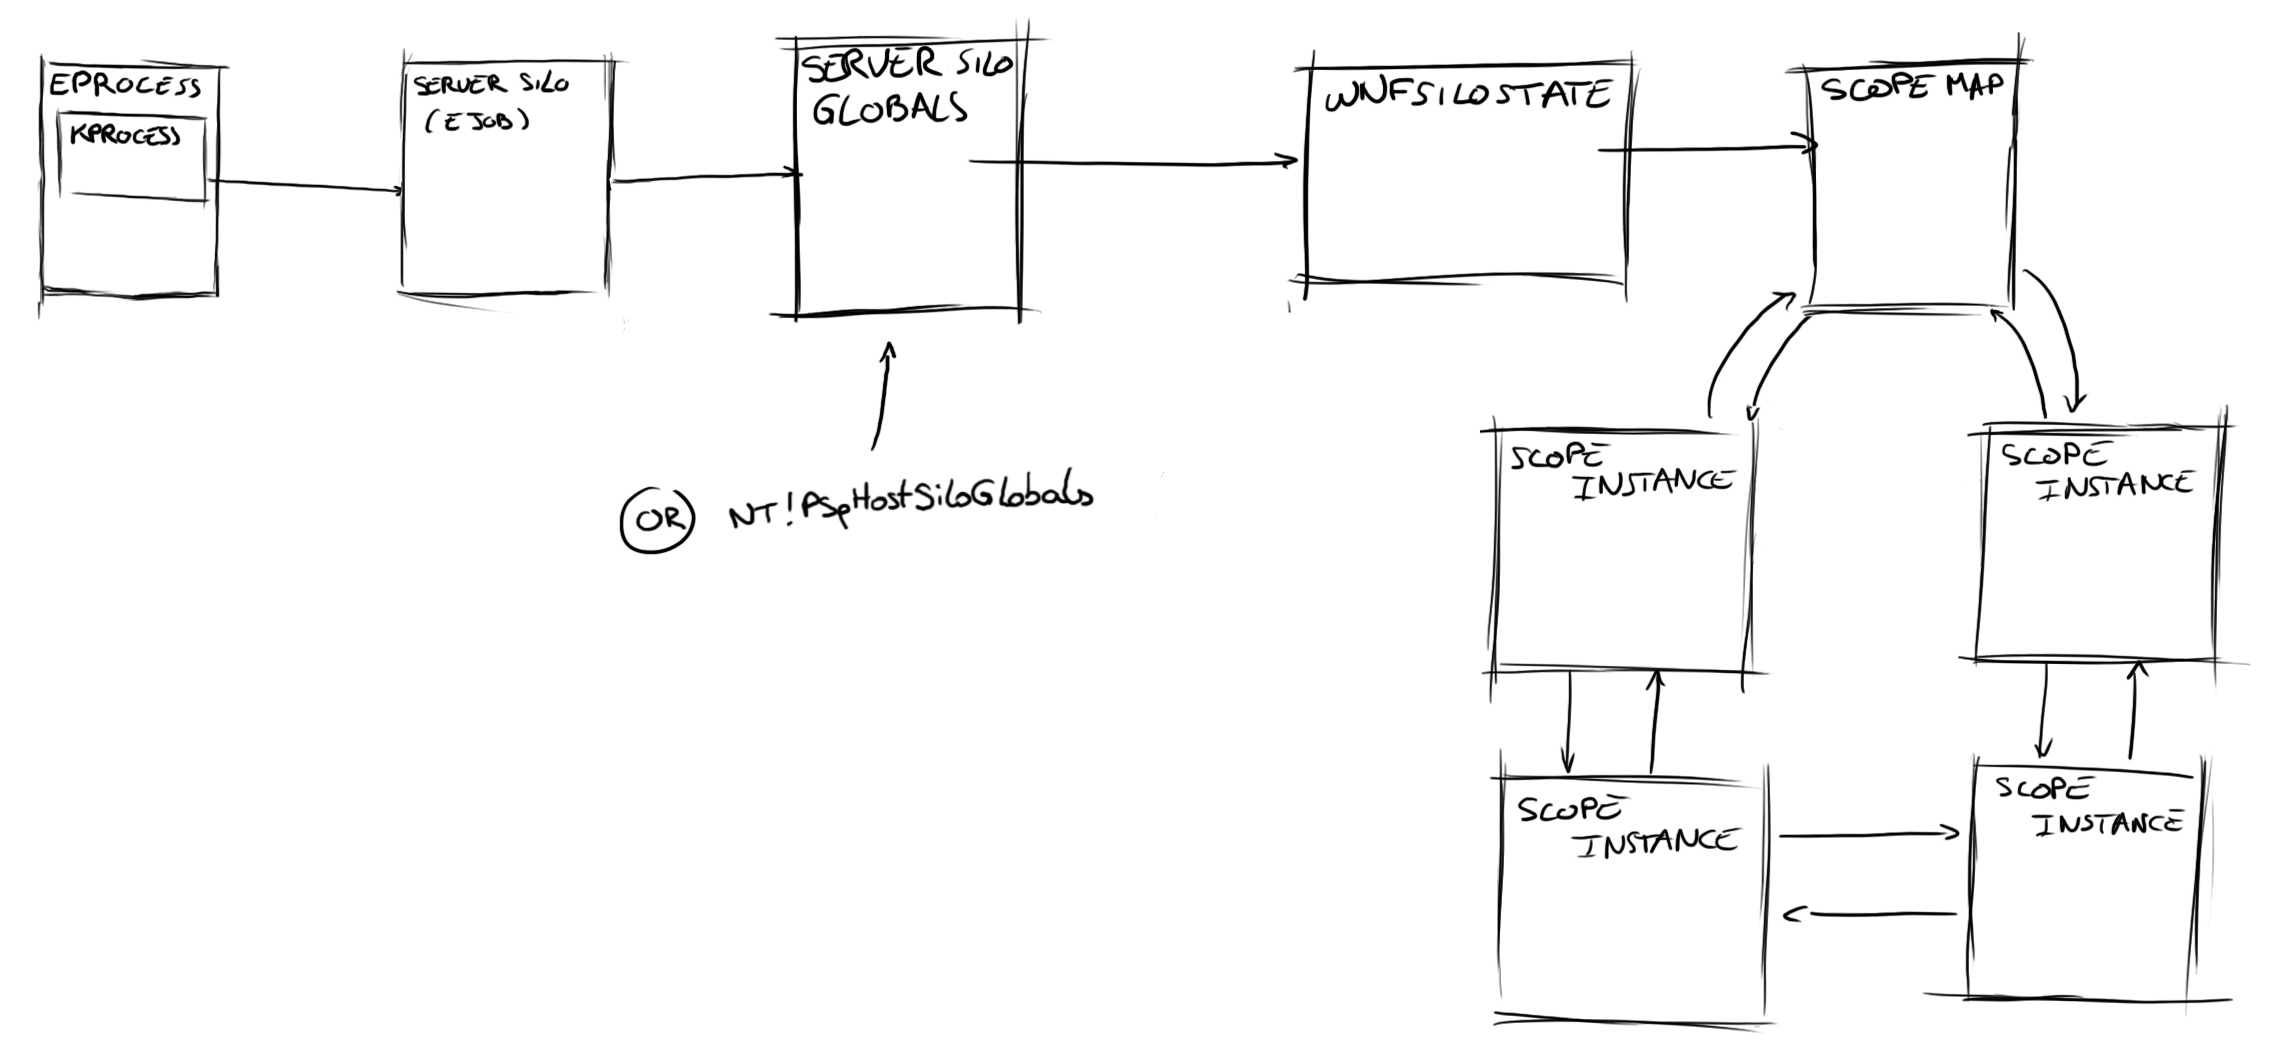 EPROCESS
KPROCESS
SERVER SILO
(EJOB)
SERVER SILO
GLOBALS
WNFSILOSTATE
SCOPE MAP
OR NT!PSpHostSiloGlobals
SCOPE
INSTANCE
SCOPE
INSTANCE
SCOPE
INSTANCE
SCOPE
INSTANCE